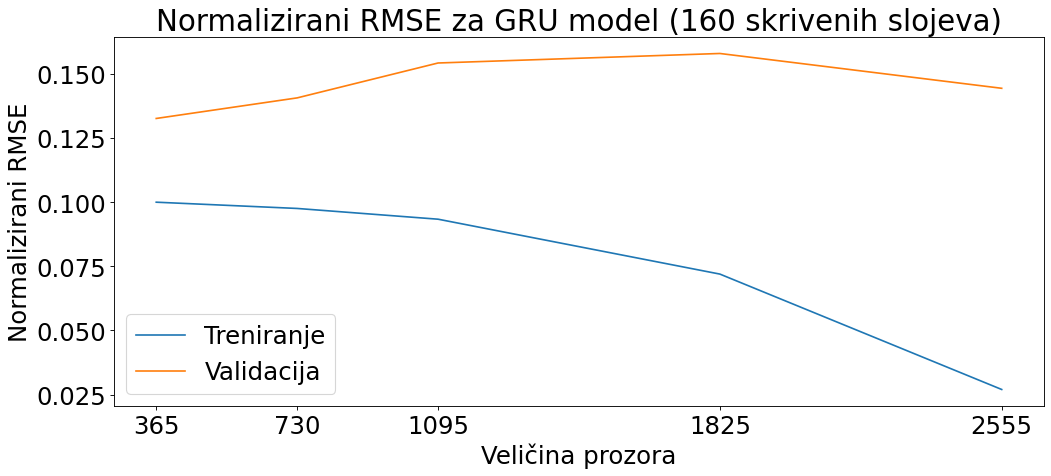 Normalizirani RMSE za GRU model (160 skrivenih slojeva)
Normalizirani RMSE
0.150
0.125
0.100
0.075
0.050
0.025
Treniranje
Validacija
365 730 1095 1825 2555
Veličina prozora